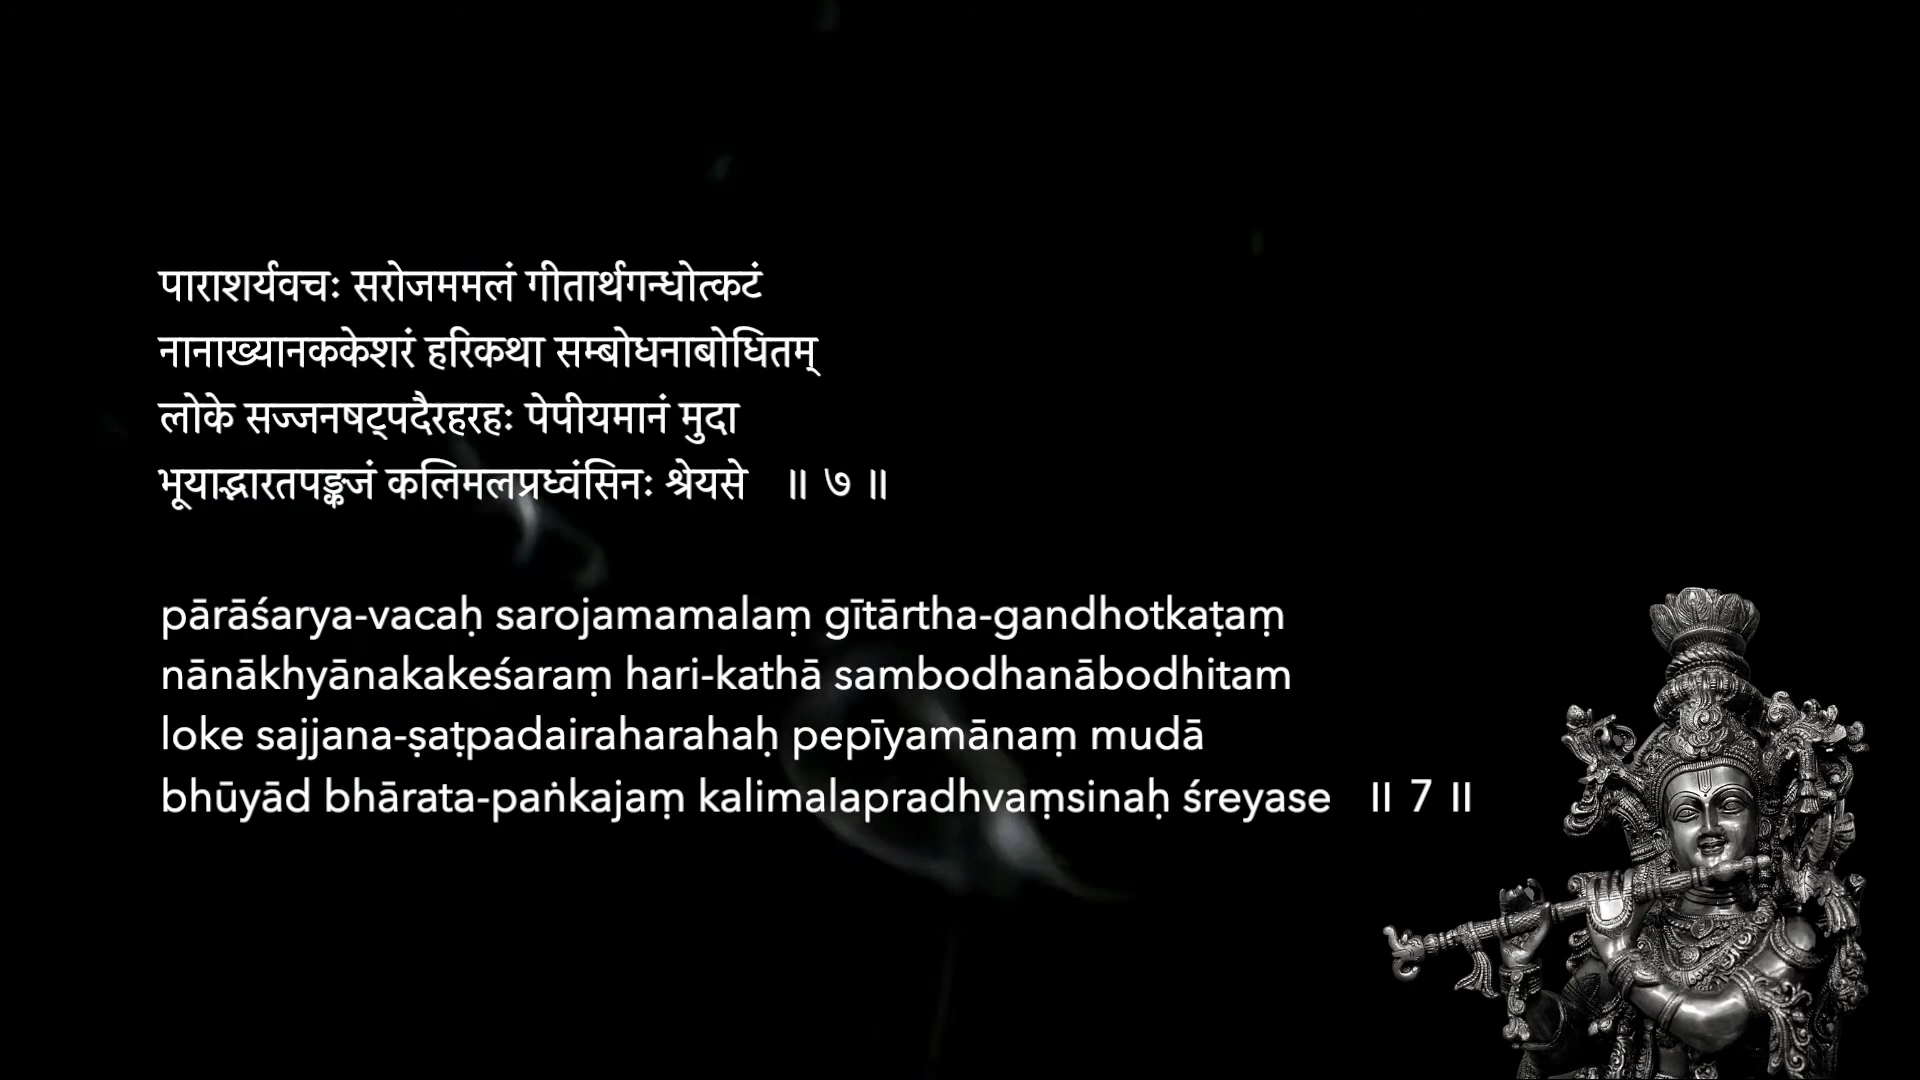 पाराशर्यवचः सरोजममलं गीतार्थगन्धोत्कटं
नानाख्यानककेशरं हरिकथा सम्बोधनाबोधितम्
लोके सज्जनषट्पदैरहरहः पेपीयमानं मुदा
भूयाद्भारतपङ्कजं कलिमलप्रध्वंसिनः श्रेयसे ॥ ७ ॥
pārāśarya-vacaḥ sarojamamalaṃ gītārtha-gandhotkaṭaṃ
nānākhyānakakeśaraṃ hari-kathā sambodhanābodhitam
loke sajjana-ṣaṭpadairaharahaḥ pepīyamānaṃ mudā
bhūyād bhārata-paṅkajaṃ kalimalapradhvaṃsinaḥ śreyase ॥ 7 ॥